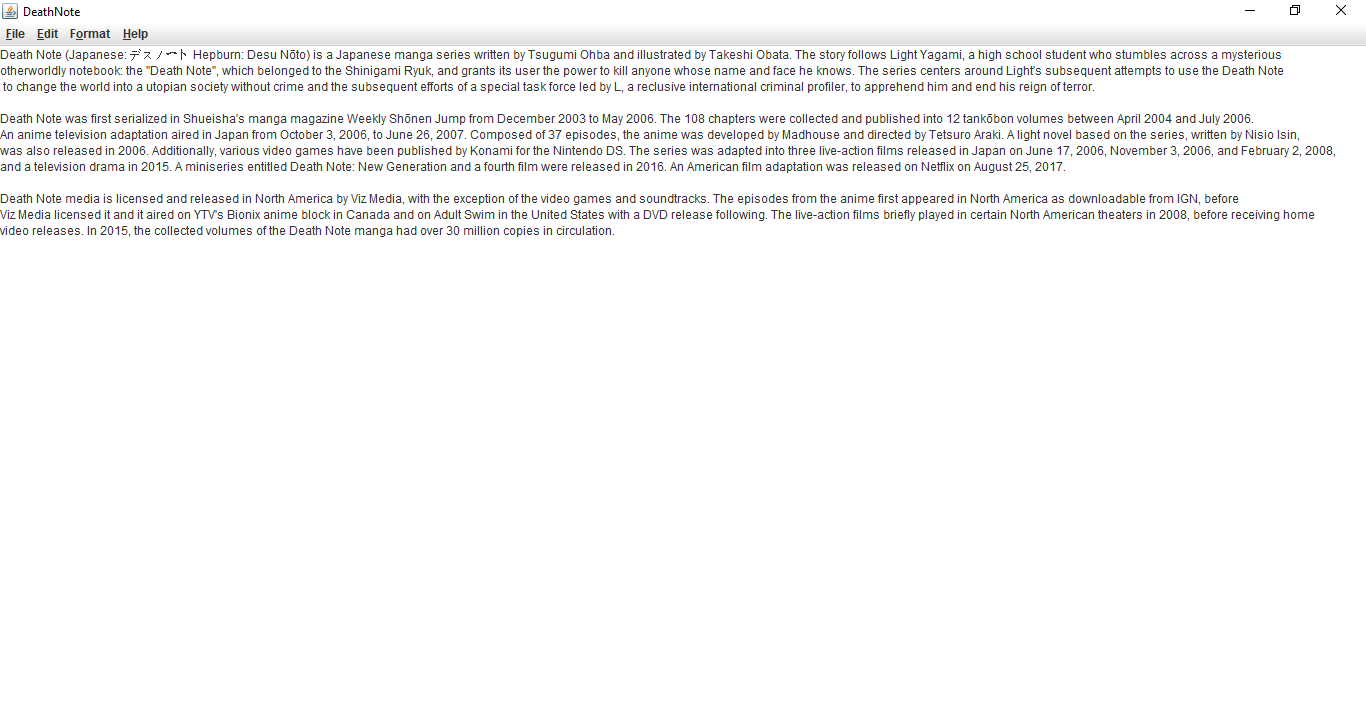 DeathNote
File Edit Format Help
Death Note (Japanese: デスノート Hepburn: Desu Nōto) is a Japanese manga series written by Tsugumi Ohba and illustrated by Takeshi Obata. The story follows Light Yagami, a high school student who stumbles across a mysterious
otherworldly notebook: the "Death Note", which belonged to the Shinigami Ryuk, and grants its user the power to kill anyone whose name and face he knows. The series centers around Light's subsequent attempts to use the Death Note
to change the world into a utopian society without crime and the subsequent efforts of a special task force led by L, a reclusive international criminal profiler, to apprehend him and end his reign of terror.
Death Note was first serialized in Shueisha's manga magazine Weekly Shōnen Jump from December 2003 to May 2006. The 108 chapters were collected and published into 12 tankōbon volumes between April 2004 and July 2006.
An anime television adaptation aired in Japan from October 3, 2006, to June 26, 2007. Composed of 37 episodes, the anime was developed by Madhouse and directed by Tetsuro Araki. A light novel based on the series, written by Nisio Isin,
was also released in 2006. Additionally, various video games have been published by Konami for the Nintendo DS. The series was adapted into three live-action films released in Japan on June 17, 2006, November 3, 2006, and February 2, 2008,
and a television drama in 2015. A miniseries entitled Death Note: New Generation and a fourth film were released in 2016. An American film adaptation was released on Netflix on August 25, 2017.
Death Note media is licensed and released in North America by Viz Media, with the exception of the video games and soundtracks. The episodes from the anime first appeared in North America as downloadable from IGN, before
Viz Media licensed it and it aired on YTV's Bionix anime block in Canada and on Adult Swim in the United States with a DVD release following. The live-action films briefly played in certain North American theaters in 2008, before receiving home
video releases. In 2015, the collected volumes of the Death Note manga had over 30 million copies in circulation.